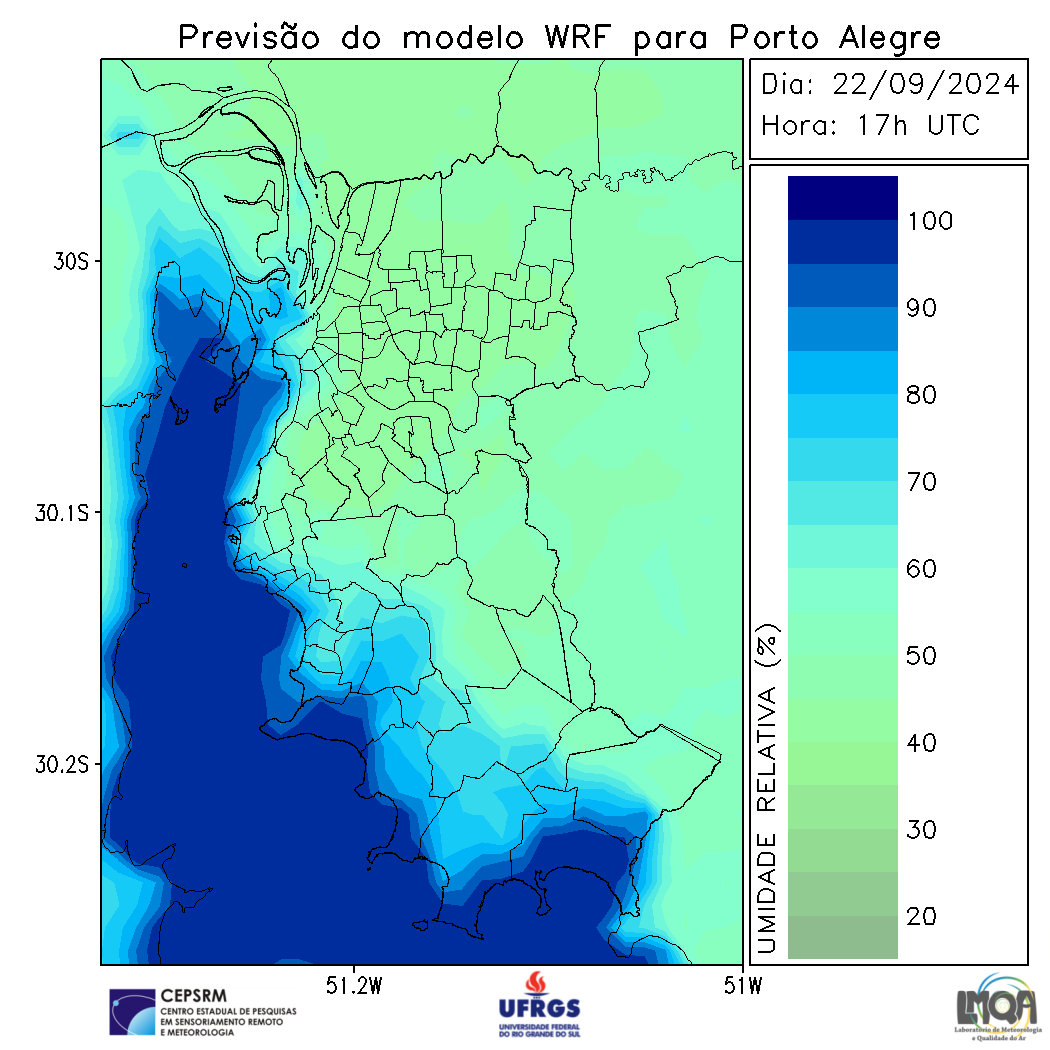 Previsão do modelo WRF para Porto Alegre
Dia: 22/09/2024
Hora: 17h UTC
100
90
80
70
60
50
40
30
20
UMIDADE RELATIVA (%)
30S
30.1S
30.2S
51.2W
51W
CEPSRM
CENTRO ESTADUAL DE PESQUISAS
EM SENSORIAMENTO REMOTO
E METEOROLOGIA
UFRGS
UNIVERSIDADE FEDERAL
DO RIO GRANDE DO SUL
LMQA
Laboratório de Meteorologia
e Qualidade do Ar